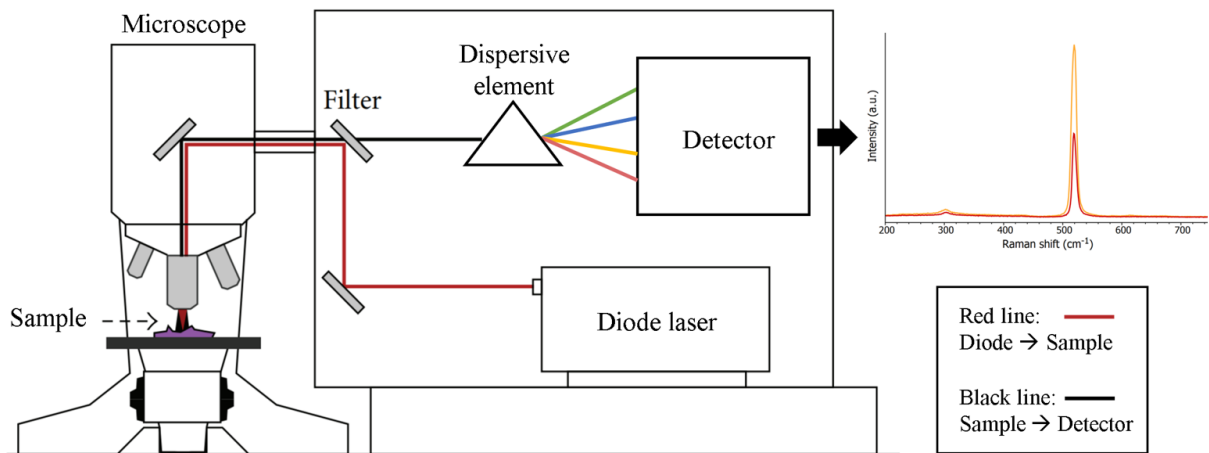 Microscope
Filter
Dispersive
element
Detector
Sample
Diode laser
Intensity (a.u.)
200 300 400 500 600 700
Raman shift (cm⁻¹)
Red line:
Diode → Sample
Black line:
Sample → Detector